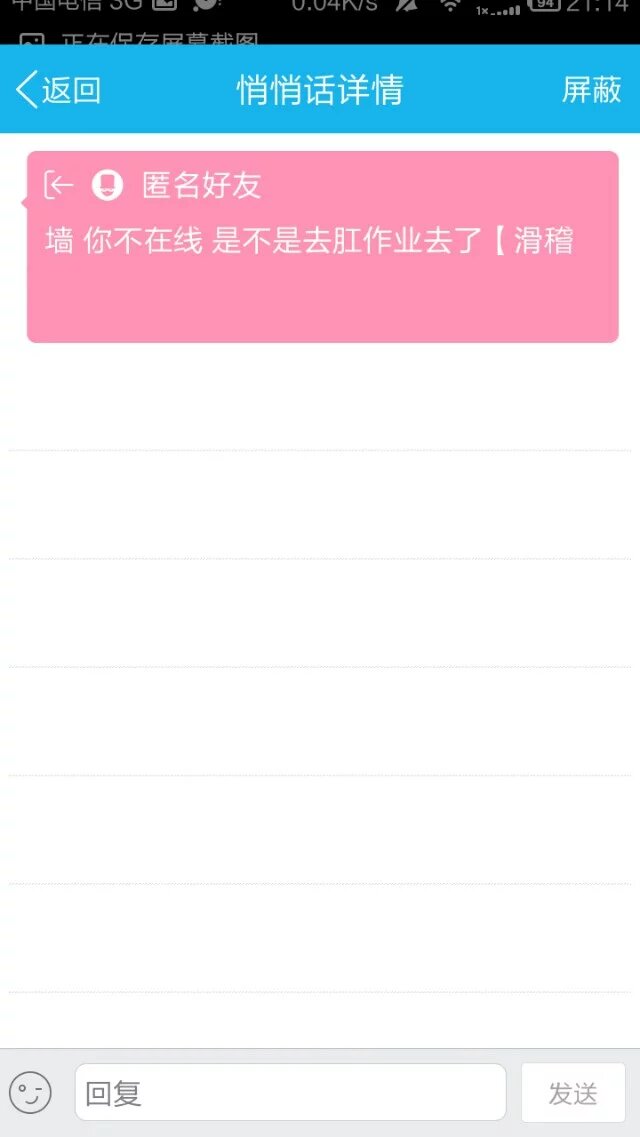 中国电信 3G 0.04K/s 94 21:14
正在保存屏幕截图
返回 悄悄话详情 屏蔽
匿名好友
墙 你不在线 是不是去肛作业去了【滑稽
回复 发送